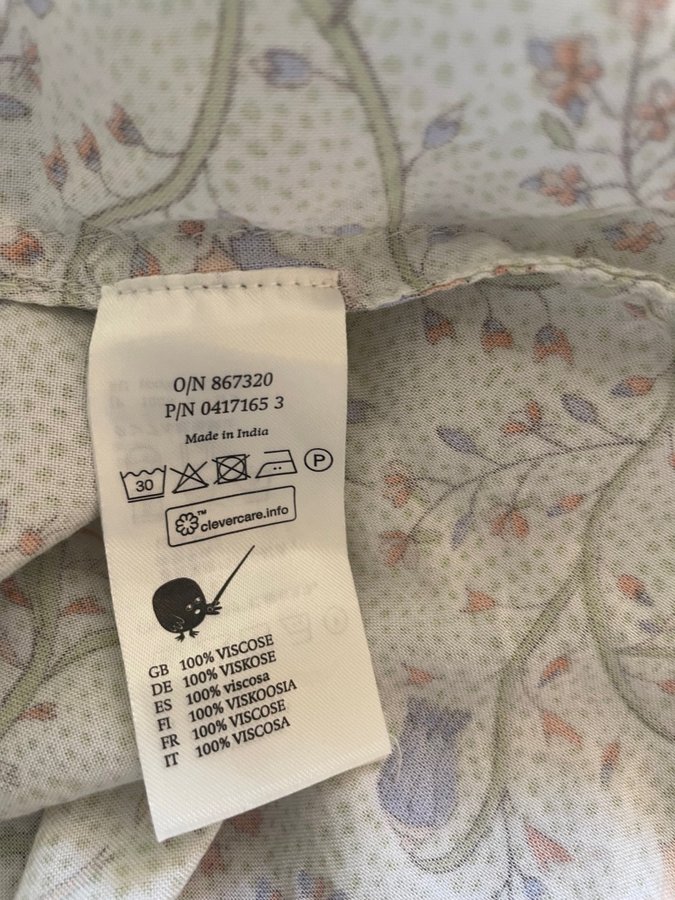 O/N 867320
P/N 0417165 3
Made in India
30 P
™clevercare.info
GB 100% VISCOSE
DE 100% VISKOSE
ES 100% viscosa
FI 100% VISKOOSIA
FR 100% VISCOSE
IT 100% VISCOSA